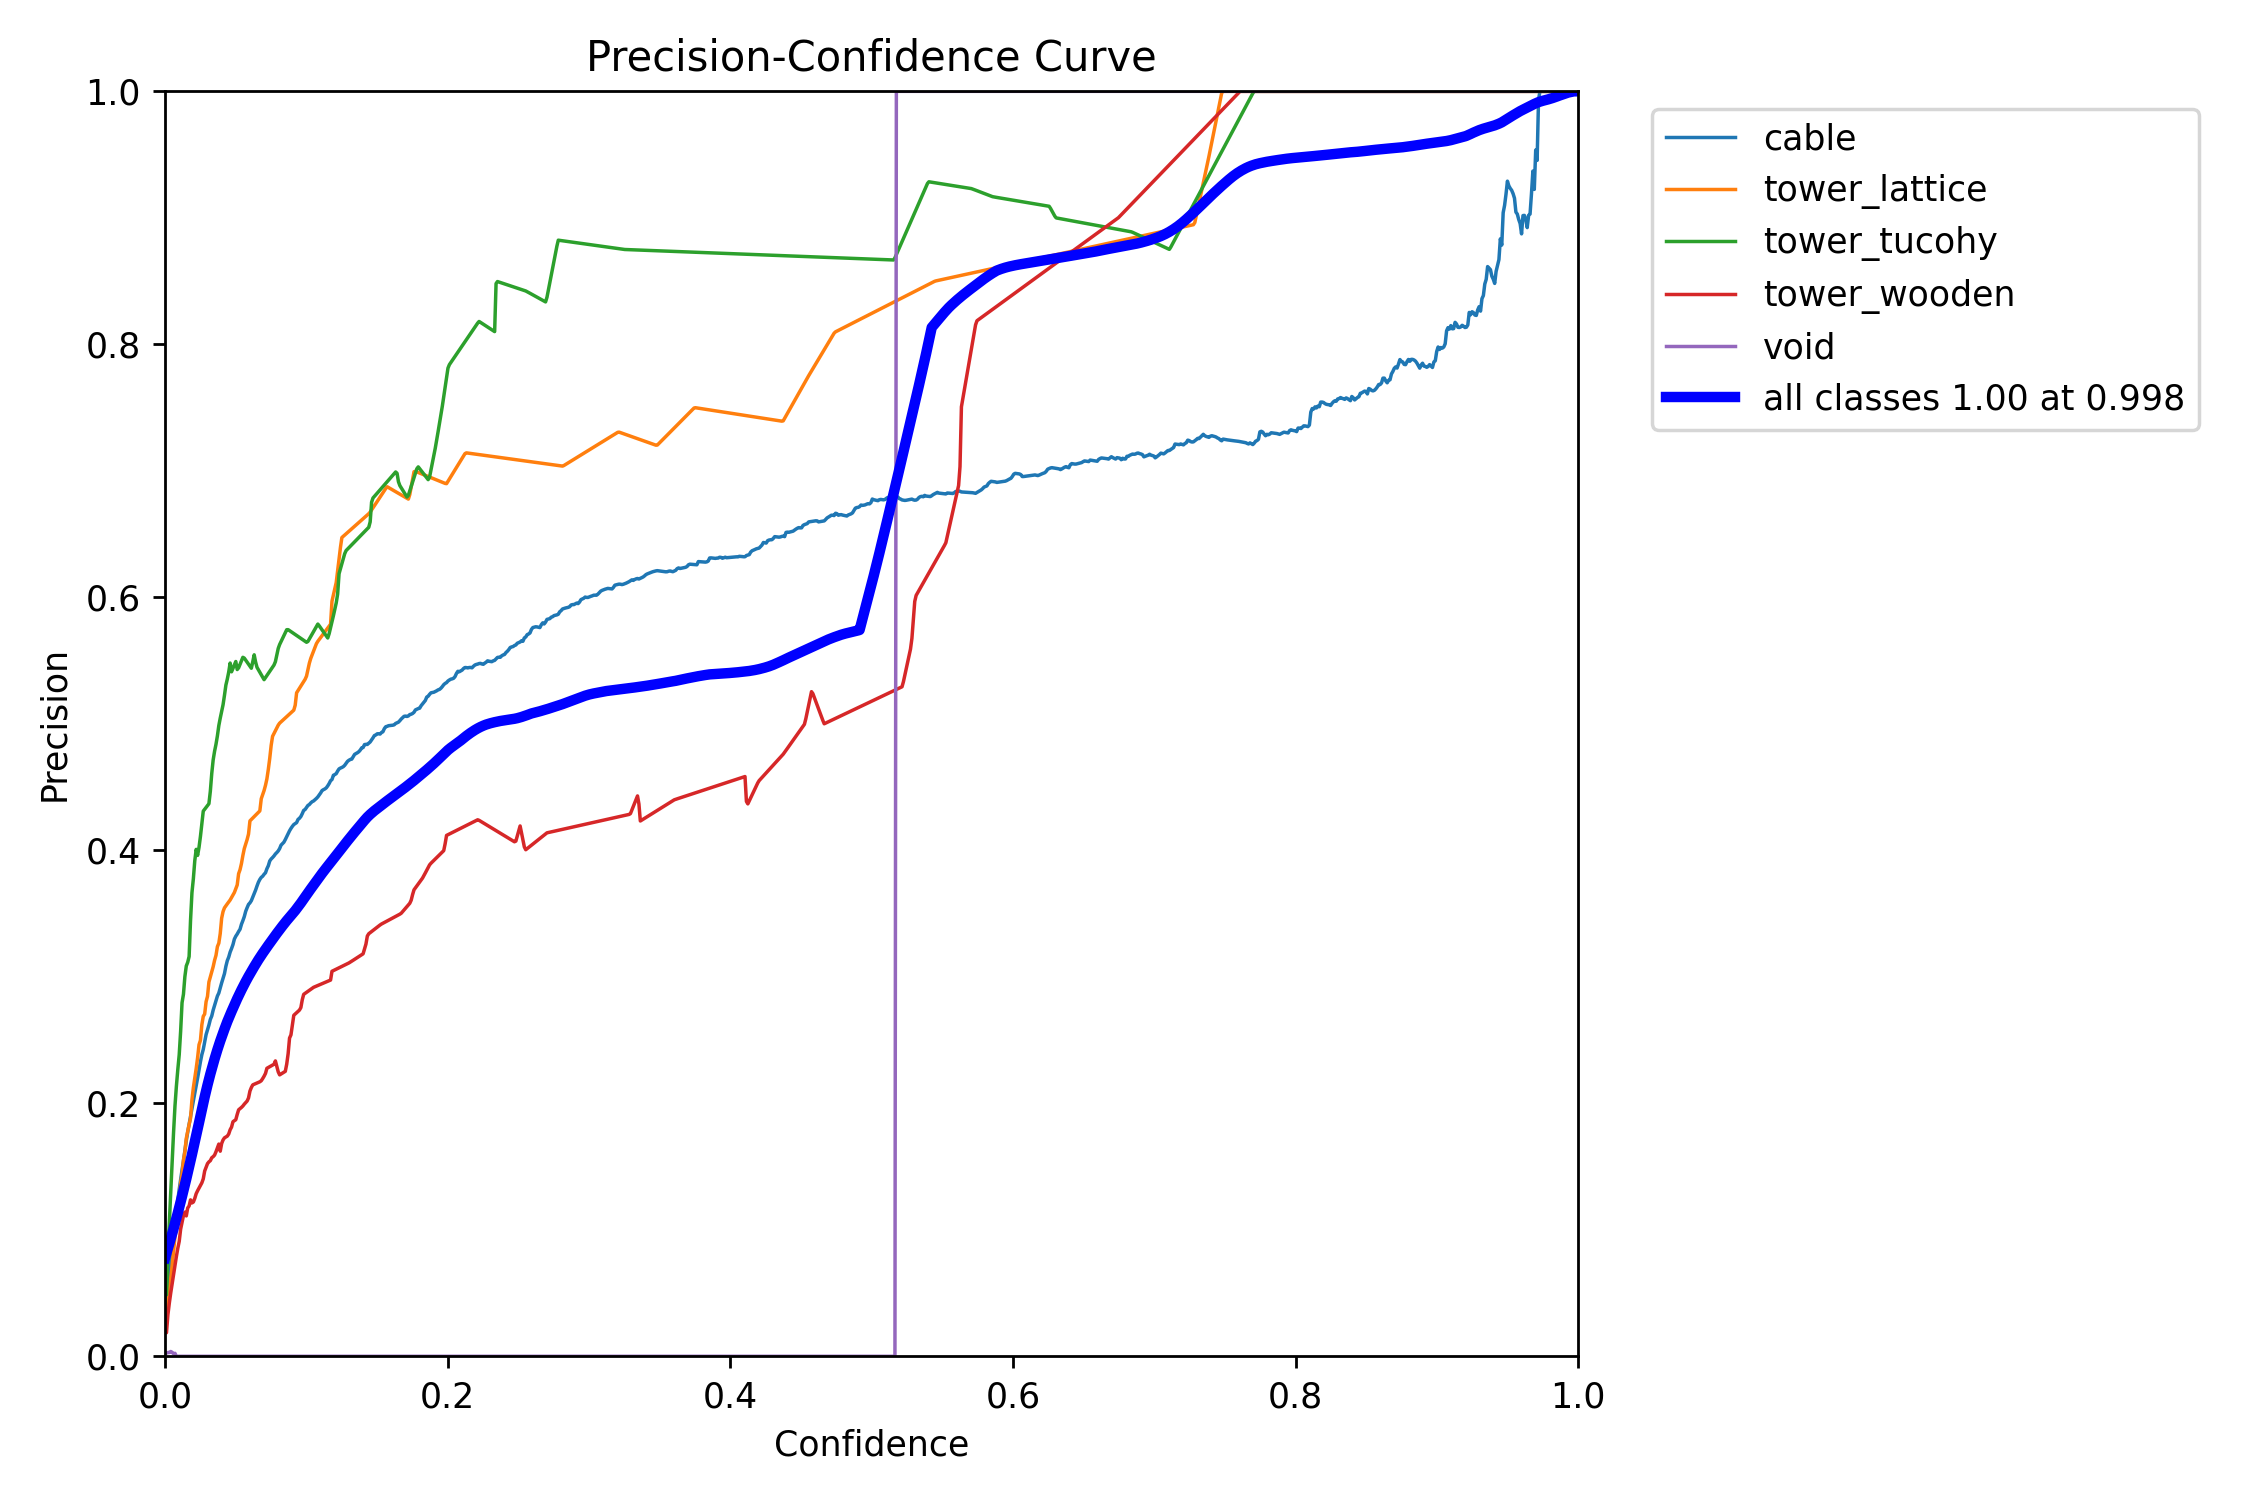 Precision-Confidence Curve
1.0
0.8
0.6
0.4
0.2
0.0
Precision
0.0 0.2 0.4 0.6 0.8 1.0
Confidence
cable
tower_lattice
tower_tucohy
tower_wooden
void
all classes 1.00 at 0.998